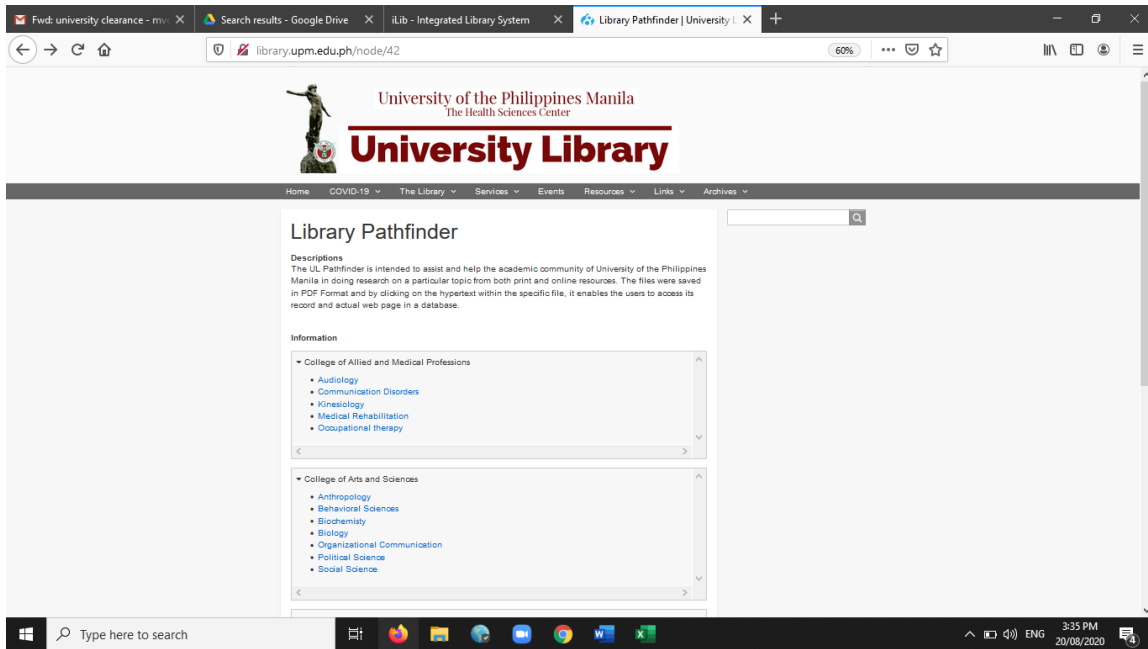 Fwd: university clearance - mvc
Search results - Google Drive
iLib - Integrated Library System
Library Pathfinder | University L
library.upm.edu.ph/node/42
60%
University of the Philippines Manila
The Health Sciences Center
University Library
Home COVID-19 The Library Services Events Resources Links Archives
Library Pathfinder
Descriptions
The UL Pathfinder is intended to assist and help the academic community of University of the Philippines
Manila in doing research on a particular topic from both print and online resources. The files were saved
in PDF Format and by clicking on the hypertext within the specific file, it enables the users to access its
record and actual web page in a database.
Information
College of Allied and Medical Professions
Audiology
Communication Disorders
Kinesiology
Medical Rehabilitation
Occupational therapy
College of Arts and Sciences
Anthropology
Behavioral Sciences
Biochemisty
Biology
Organizational Communication
Political Science
Social Science
Type here to search
ENG
3:35 PM
20/08/2020
4